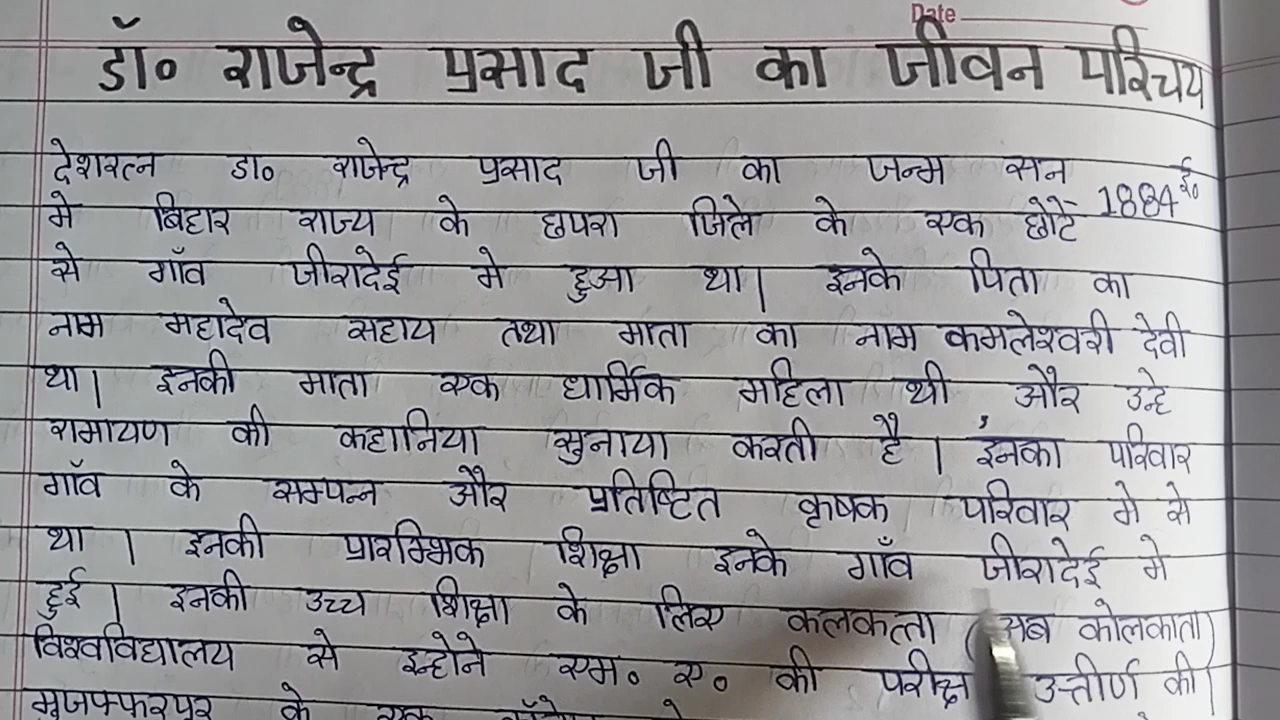 Date
डॉ० राजेन्द्र प्रसाद जी का जीवन परिचय
देशरत्न डा० राजेन्द्र प्रसाद जी का जन्म सन 1884 ई०
मे बिहार राज्य के छपरा जिले के एक छोटे
से गाँव जीरादेई मे हुआ था। इनके पिता का
नाम महादेव सहाय तथा माता का नाम कमलेश्वरी देवी
था। इनकी माता एक धार्मिक महिला थी और उन्हे
रामायण की कहानिया सुनाया करती है। इनका परिवार
गाँव के सम्पन्न और प्रतिष्टित कृषक परिवार मे से
था। इनकी प्रारम्भिक शिक्षा इनके गाँव जीरादेई मे
हुई। इनकी उच्च शिक्षा के लिए कलकत्ता (अब कोलकाता)
विश्वविद्यालय से इन्होने एम० ए० की परीक्ष उत्तीर्ण की।
मुजफ्फरपुर के एक